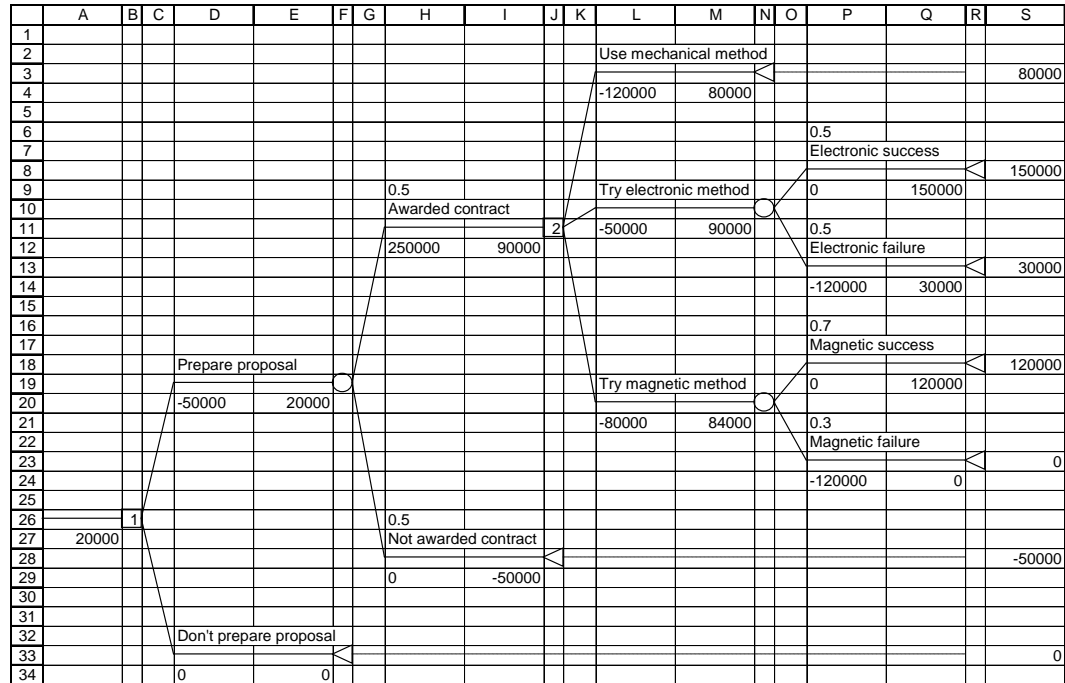 A B C D E F G H I J K L M N O P Q R S
1
2 Use mechanical method
3 80000
4 -120000 80000
5
6 0.5
7 Electronic success
8 150000
9 0.5 Try electronic method 0 150000
10 Awarded contract
11 2 -50000 90000 0.5
12 250000 90000 Electronic failure
13 30000
14 -120000 30000
15
16 0.7
17 Magnetic success
18 Prepare proposal 120000
19 Try magnetic method 0 120000
20 -50000 20000
21 -80000 84000 0.3
22 Magnetic failure
23 0
24 -120000 0
25
26 1 0.5
27 20000 Not awarded contract
28 -50000
29 0 -50000
30
31
32 Don't prepare proposal
33 0
34 0 0